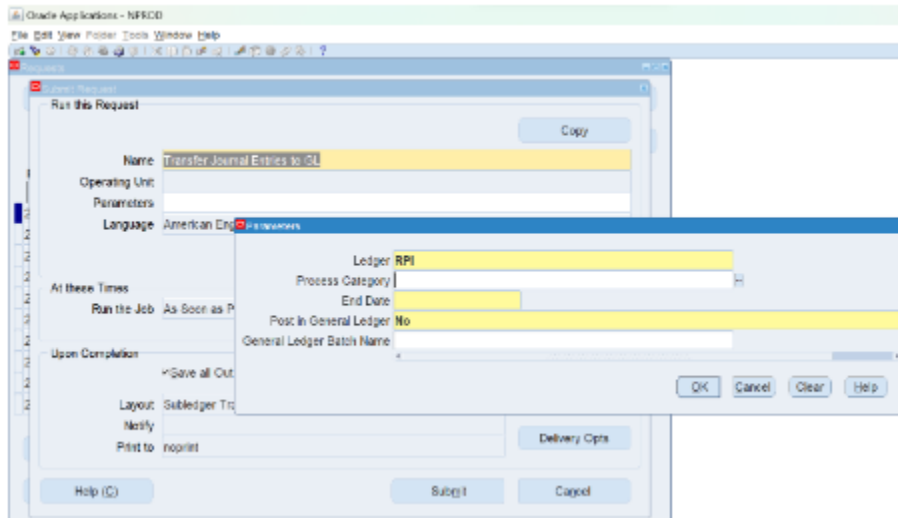 Oracle Applications - NPROD
File Edit View Folder Tools Window Help
Requests
Submit Request
Run this Request
Copy
Name Transfer Journal Entries to GL
Operating Unit
Parameters
Language American Eng
Parameters
Ledger RPI
Process Category
End Date
Post in General Ledger No
General Ledger Batch Name
OK Cancel Clear Help
At these Times
Run the Job As Soon as P
Upon Completion
Save all Out
Layout Subledger Tra
Notify
Print to noprint
Delivery Opts
Help (C) Submit Cancel